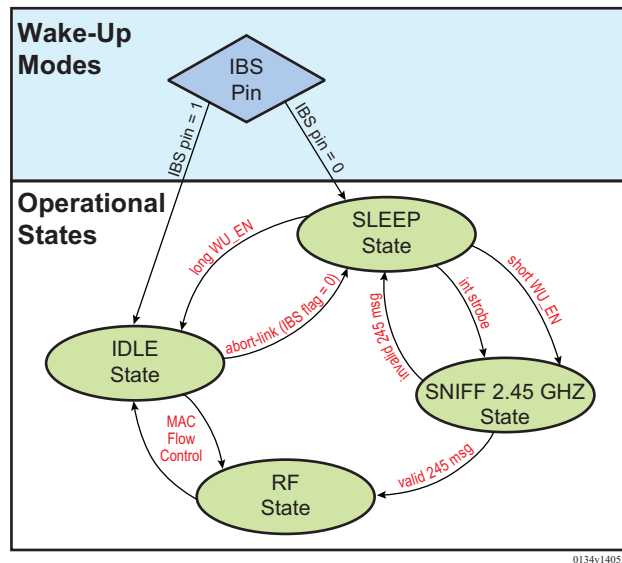 Wake-Up
Modes
IBS
Pin
IBS pin = 1
IBS pin = 0
Operational
States
SLEEP
State
long WU_EN
abort-link (IBS flag = 0)
invalid 245 msg
int strobe
short WU_EN
IDLE
State
SNIFF 2.45 GHZ
State
MAC
Flow
Control
valid 245 msg
RF
State